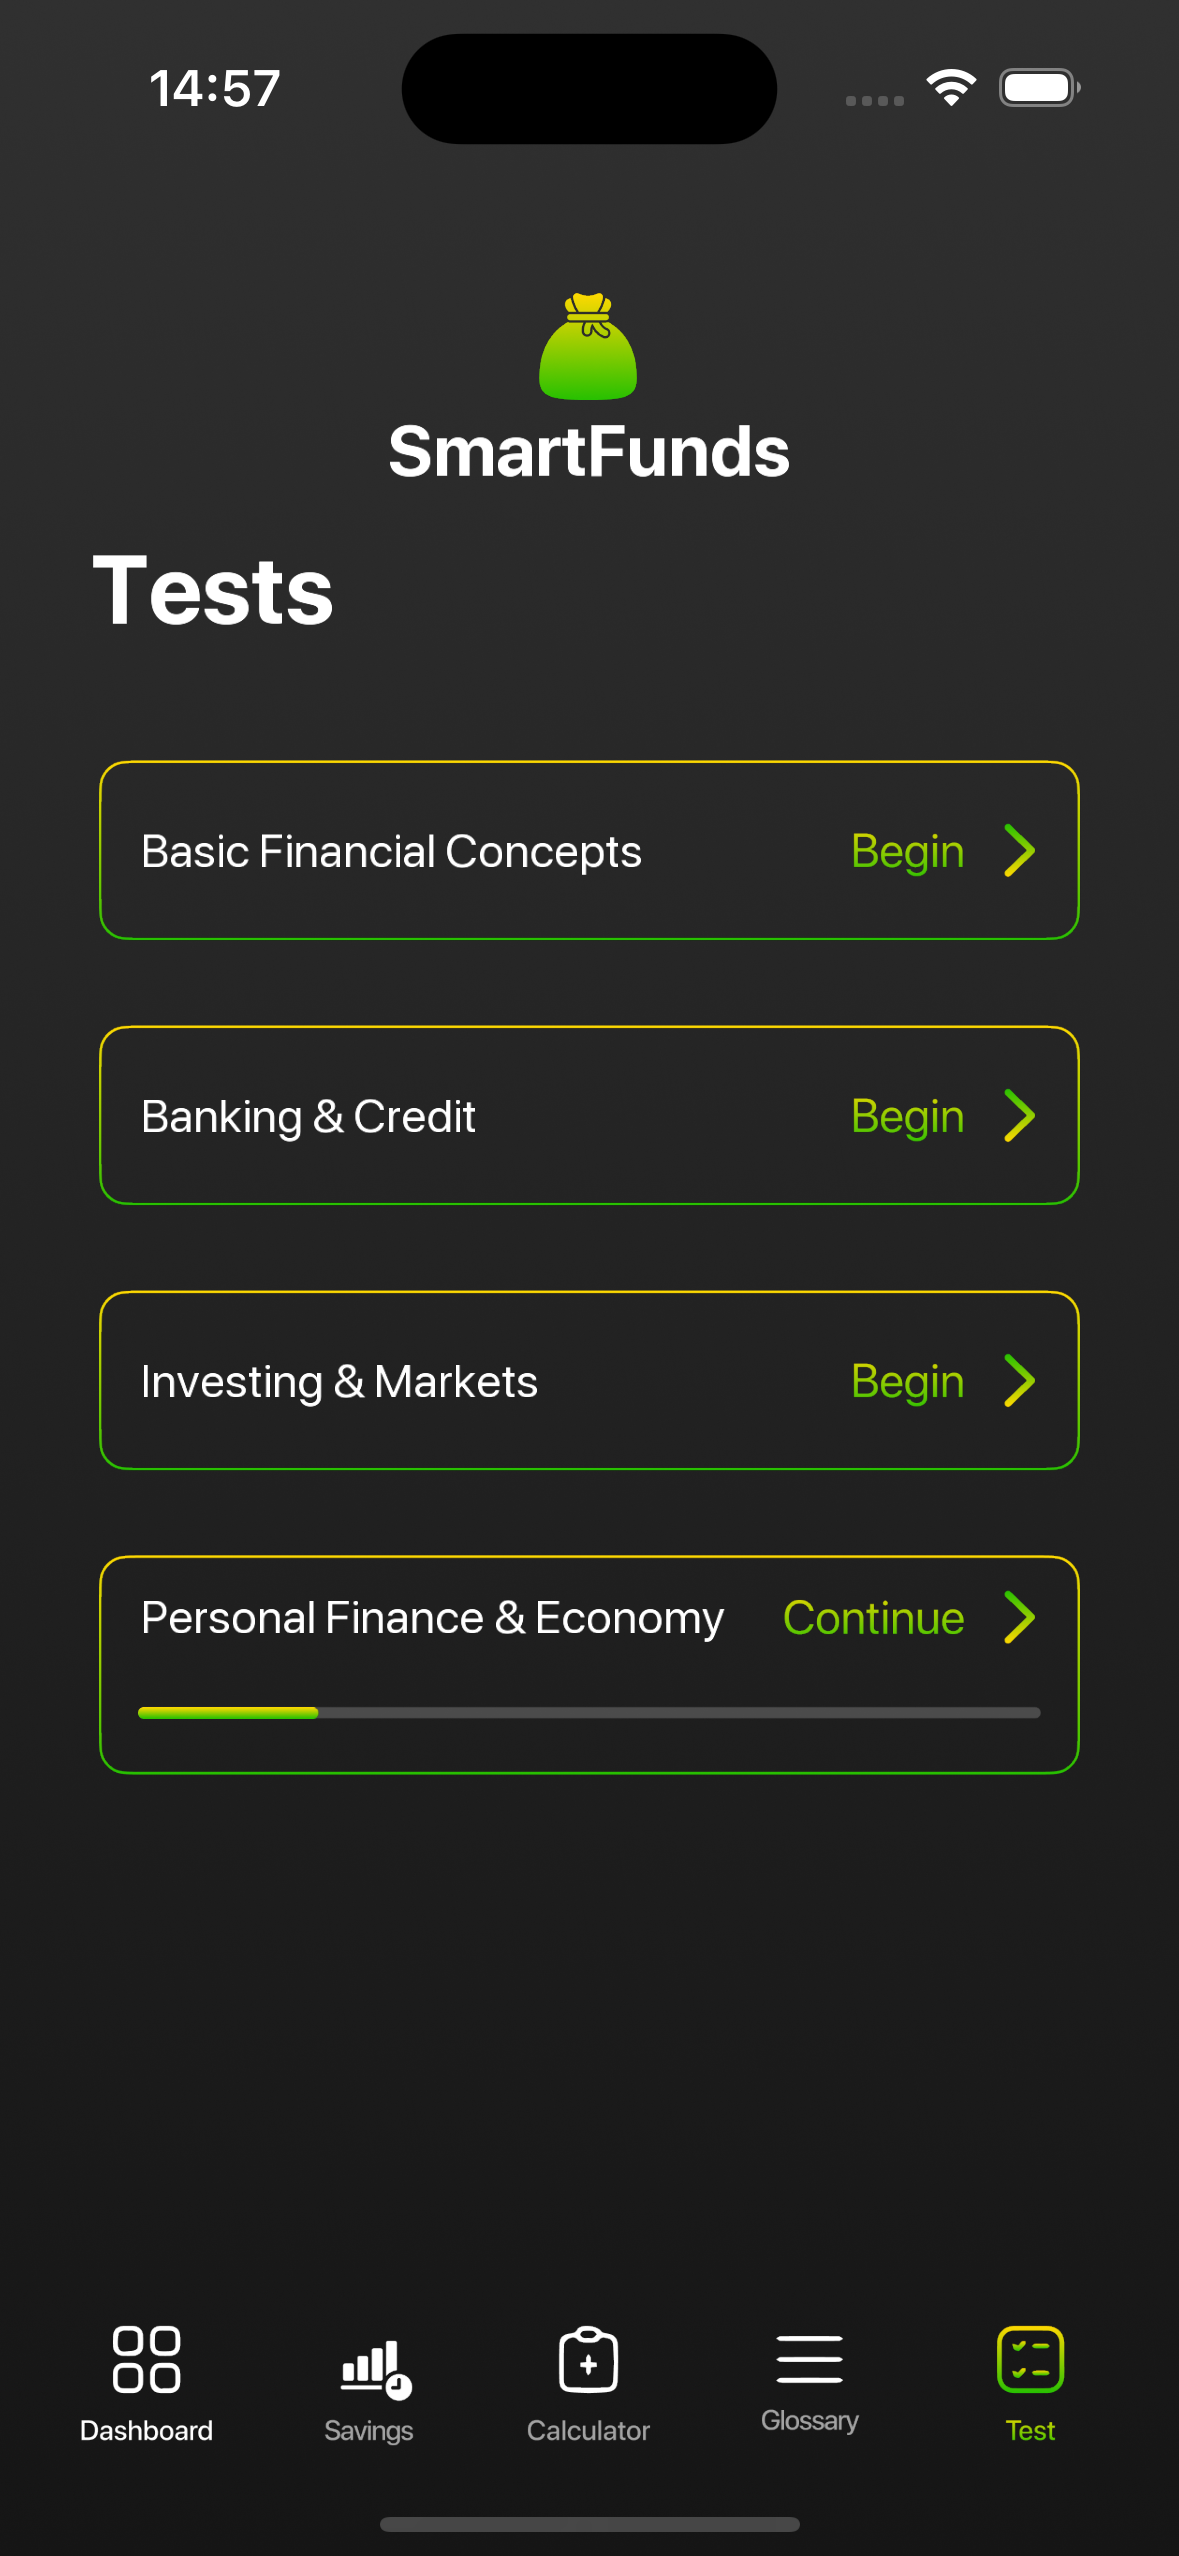 14:57
SmartFunds
Tests
Basic Financial Concepts Begin
Banking & Credit Begin
Investing & Markets Begin
Personal Finance & Economy Continue
Dashboard Savings Calculator Glossary Test